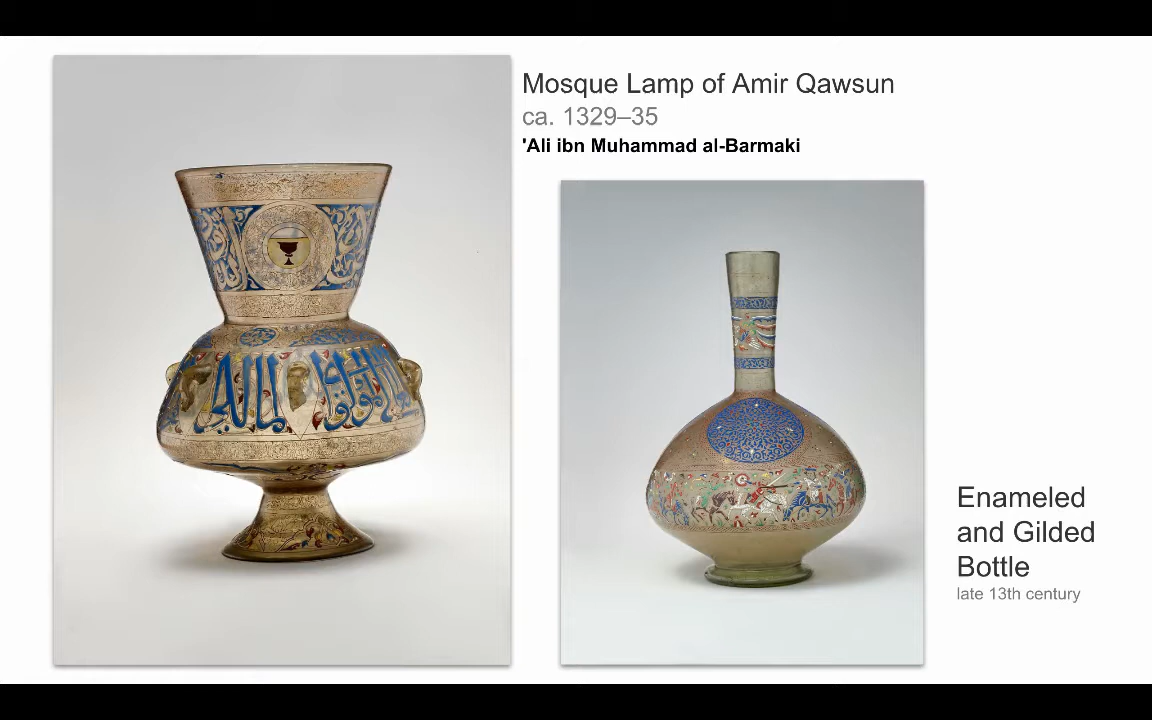 Mosque Lamp of Amir Qawsun
ca. 1329–35
'Ali ibn Muhammad al-Barmaki
Enameled
and Gilded
Bottle
late 13th century